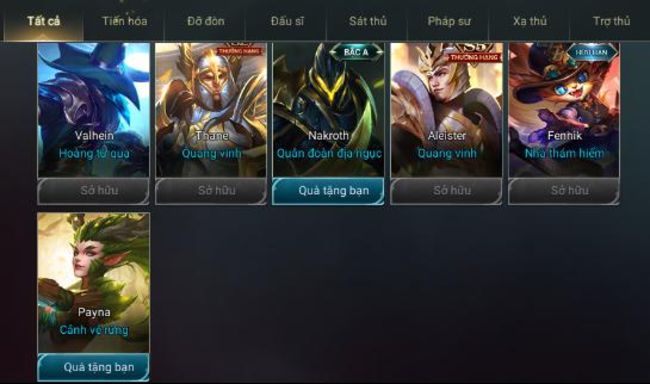 Tất cả Tiến hóa Đỡ đòn Đấu sĩ Sát thủ Pháp sư Xạ thủ Trợ thủ
THƯỜNG HẠNG BẬC A S5 THƯỜNG HẠNG HỮU HẠN
Valhein Thane Nakroth Aleister Fennik
Hoàng tử quạ Quang vinh Quân đoàn địa ngục Quang vinh Nhà thám hiểm
Sở hữu Sở hữu Quà tặng bạn Sở hữu Sở hữu
Payna
Cảnh vệ rừng
Quà tặng bạn